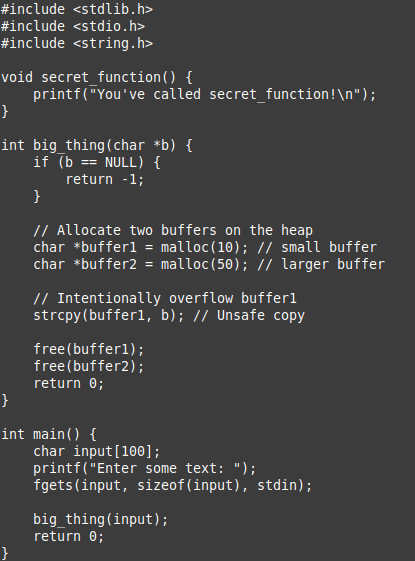 #include <stdlib.h>
#include <stdio.h>
#include <string.h>

void secret_function() {
    printf("You've called secret_function!\n");
}

int big_thing(char *b) {
    if (b == NULL) {
        return -1;
    }

    // Allocate two buffers on the heap
    char *buffer1 = malloc(10); // small buffer
    char *buffer2 = malloc(50); // larger buffer

    // Intentionally overflow buffer1
    strcpy(buffer1, b); // Unsafe copy

    free(buffer1);
    free(buffer2);
    return 0;
}

int main() {
    char input[100];
    printf("Enter some text: ");
    fgets(input, sizeof(input), stdin);

    big_thing(input);
    return 0;
}